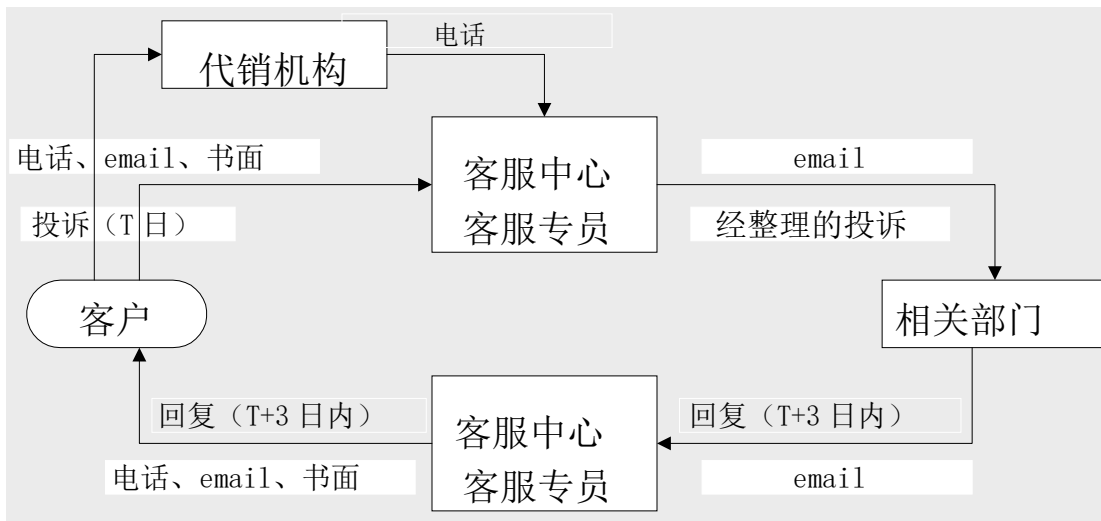 电话
代销机构
电话、email、书面
客服中心
客服专员
email
投诉（T 日）
经整理的投诉
客户
相关部门
回复（T+3 日内）
客服中心
客服专员
回复（T+3 日内）
电话、email、书面
email